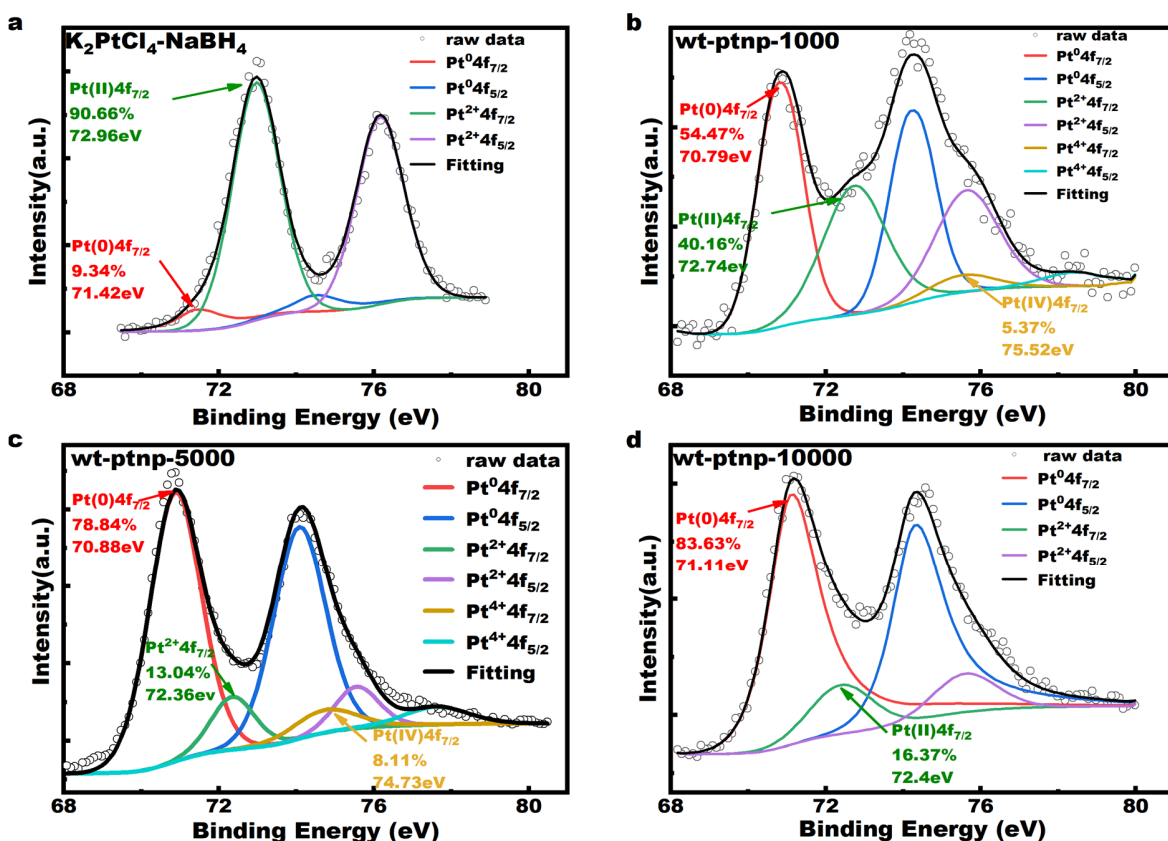 a
K₂PtCl₄-NaBH₄
raw data
Pt⁰4f₇/₂
Pt⁰4f₅/₂
Pt²⁺4f₇/₂
Pt²⁺4f₅/₂
Fitting
Pt(II)4f₇/₂
90.66%
72.96eV
Pt(0)4f₇/₂
9.34%
71.42eV
Intensity(a.u.)
68 72 76 80
Binding Energy (eV)
b
wt-ptnp-1000
raw data
Pt⁰4f₇/₂
Pt⁰4f₅/₂
Pt²⁺4f₇/₂
Pt²⁺4f₅/₂
Pt⁴⁺4f₇/₂
Pt⁴⁺4f₅/₂
Fitting
Pt(0)4f₇/₂
54.47%
70.79eV
Pt(II)4f₇/₂
40.16%
72.74ev
Pt(IV)4f₇/₂
5.37%
75.52eV
Intensity(a.u.)
68 72 76 80
Binding Energy (eV)
c
wt-ptnp-5000
raw data
Pt⁰4f₇/₂
Pt⁰4f₅/₂
Pt²⁺4f₇/₂
Pt²⁺4f₅/₂
Pt⁴⁺4f₇/₂
Pt⁴⁺4f₅/₂
Fitting
Pt(0)4f₇/₂
78.84%
70.88eV
Pt²⁺4f₇/₂
13.04%
72.36ev
Pt(IV)4f₇/₂
8.11%
74.73eV
Intensity(a.u.)
68 72 76 80
Binding Energy (eV)
d
wt-ptnp-10000
raw data
Pt⁰4f₇/₂
Pt⁰4f₅/₂
Pt²⁺4f₇/₂
Pt²⁺4f₅/₂
Fitting
Pt(0)4f₇/₂
83.63%
71.11eV
Pt(II)4f₇/₂
16.37%
72.4eV
Intensity(a.u.)
68 72 76 80
Binding Energy (eV)